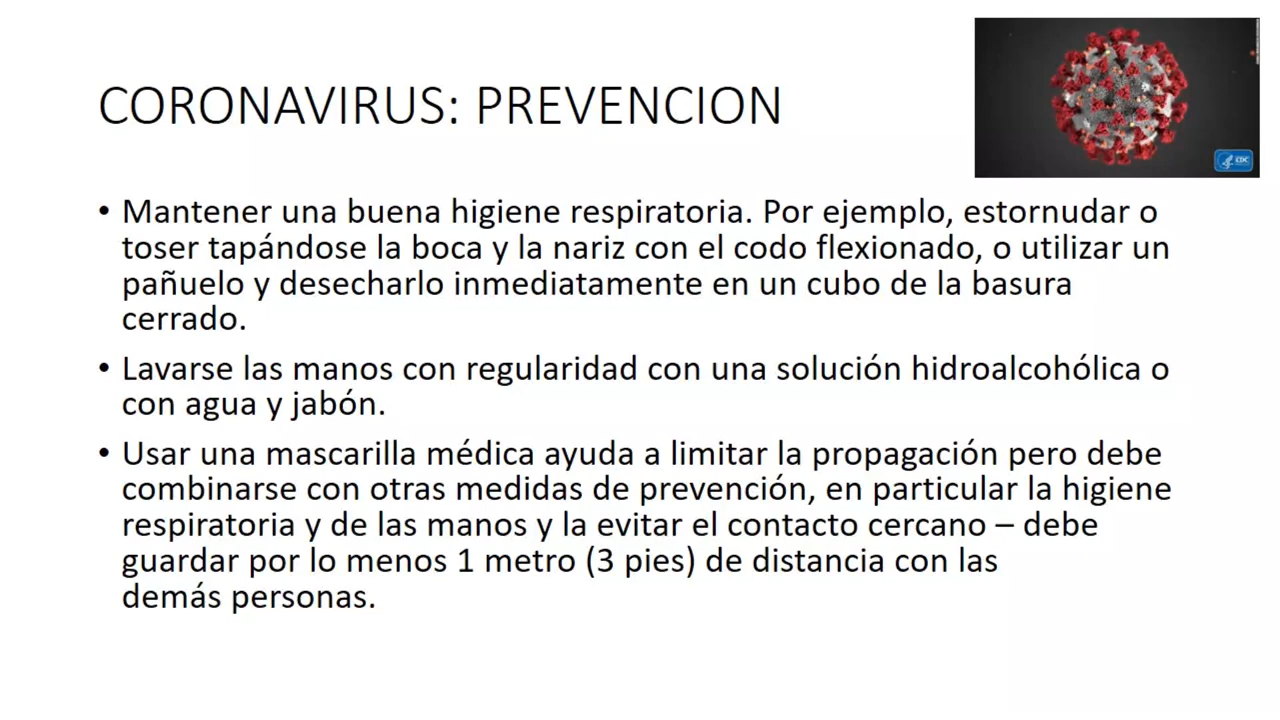 CORONAVIRUS: PREVENCION
CDC
• Mantener una buena higiene respiratoria. Por ejemplo, estornudar o
toser tapándose la boca y la nariz con el codo flexionado, o utilizar un
pañuelo y desecharlo inmediatamente en un cubo de la basura
cerrado.
• Lavarse las manos con regularidad con una solución hidroalcohólica o
con agua y jabón.
• Usar una mascarilla médica ayuda a limitar la propagación pero debe
combinarse con otras medidas de prevención, en particular la higiene
respiratoria y de las manos y la evitar el contacto cercano – debe
guardar por lo menos 1 metro (3 pies) de distancia con las
demás personas.